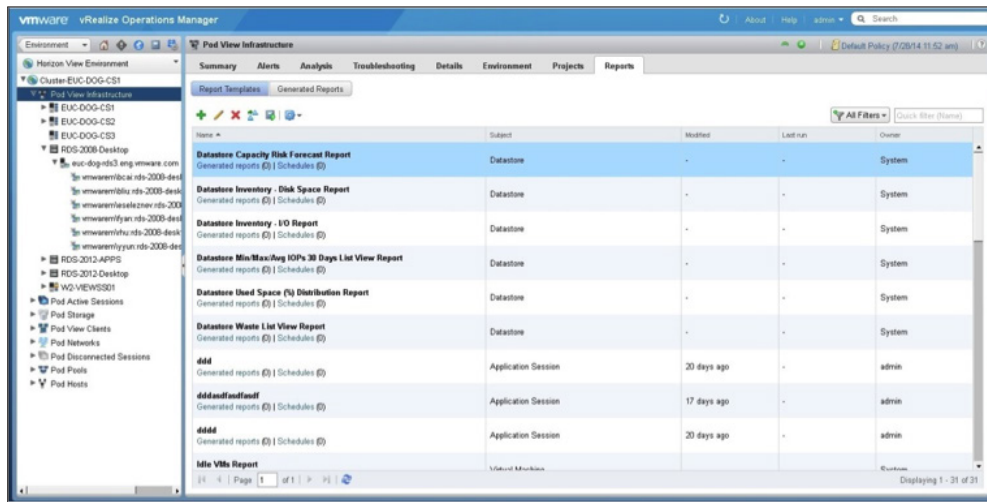 vmware vRealize Operations Manager
About Help admin Search
Environment
Horizon View Environment
Cluster-EUC-DOG-CS1
Pod View Infrastructure
EUC-DOG-CS1
EUC-DOG-CS2
EUC-DOG-CS3
RDS-2008-Desktop
euc-dog-rds3.eng.vmware.com
vmwarem\bcai:rds-2008-desl
vmwarem\bliu:rds-2008-desk
vmwarem\eseleznev:rds-200
vmwarem\fyan:rds-2008-desl
vmwarem\rhu:rds-2008-desk
vmwarem\yyun:rds-2008-des
RDS-2012-APPS
RDS-2012-Desktop
W2-VIEWSS01
Pod Active Sessions
Pod Storage
Pod View Clients
Pod Networks
Pod Disconnected Sessions
Pod Pools
Pod Hosts
Pod View Infrastructure
Default Policy (7/28/14 11:52 am)
Summary Alerts Analysis Troubleshooting Details Environment Projects Reports
Report Templates Generated Reports
All Filters Quick filter (Name)
Name Subject Modified Last run Owner
Datastore Capacity Risk Forecast Report
Generated reports (0) | Schedules (0)
Datastore - - System
Datastore Inventory - Disk Space Report
Generated reports (0) | Schedules (0)
Datastore - - System
Datastore Inventory - I/O Report
Generated reports (0) | Schedules (0)
Datastore - - System
Datastore Min/Max/Avg IOPs 30 Days List View Report
Generated reports (0) | Schedules (0)
Datastore - - System
Datastore Used Space (%) Distribution Report
Generated reports (0) | Schedules (0)
Datastore - - System
Datastore Waste List View Report
Generated reports (0) | Schedules (0)
Datastore - - System
ddd
Generated reports (0) | Schedules (0)
Application Session 20 days ago - admin
dddasdfasdfasdf
Generated reports (0) | Schedules (0)
Application Session 17 days ago - admin
dddd
Generated reports (0) | Schedules (0)
Application Session 20 days ago - admin
Idle VMs Report
Virtual Machine System
Page 1 of 1
Displaying 1 - 31 of 31